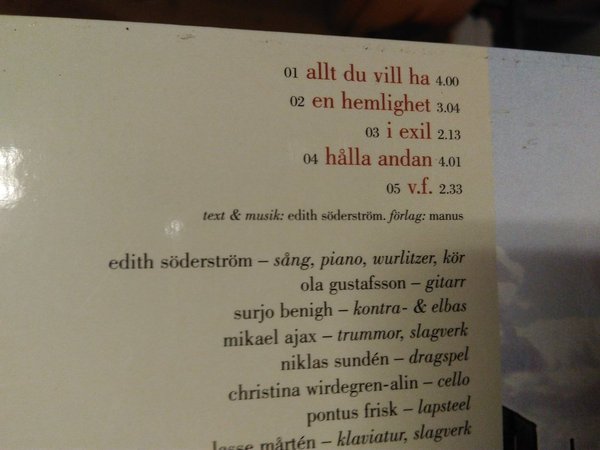 01 allt du vill ha 4.00
02 en hemlighet 3.04
03 i exil 2.13
04 hålla andan 4.01
05 v.f. 2.33
text & musik: edith söderström. förlag: manus
edith söderström – sång, piano, wurlitzer, kör
ola gustafsson – gitarr
surjo benigh – kontra- & elbas
mikael ajax – trummor, slagverk
niklas sundén – dragspel
christina wirdegren-alin – cello
pontus frisk – lapsteel
lasse mårtén – klaviatur, slagverk